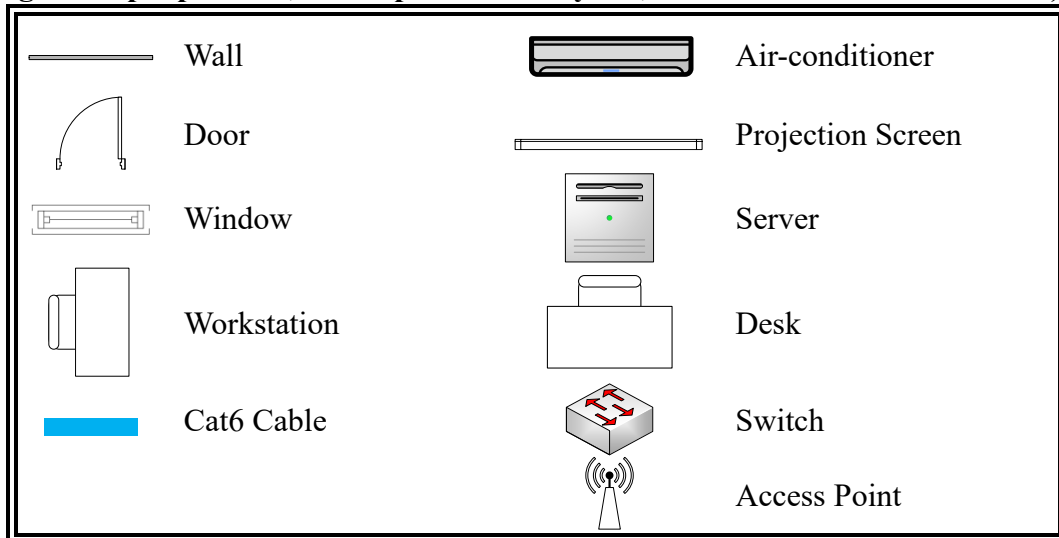 Wall
Air-conditioner
Door
Projection Screen
Window
Server
Workstation
Desk
Cat6 Cable
Switch
Access Point